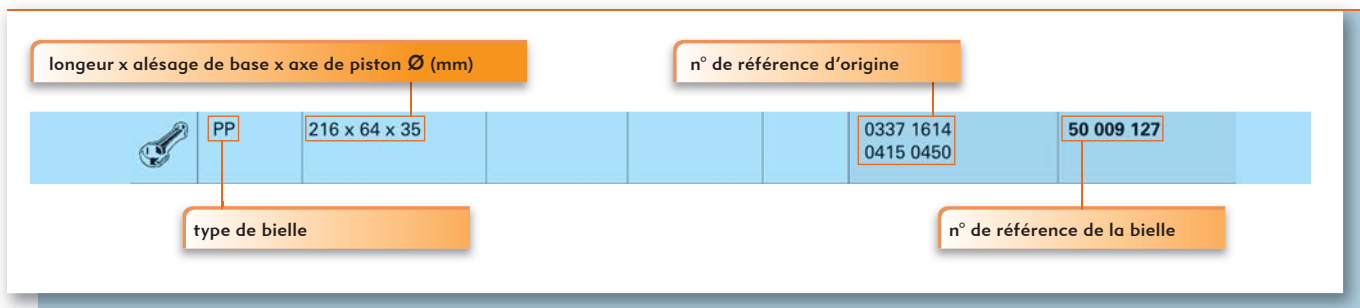 longeur x alésage de base x axe de piston Ø (mm)
n° de référence d'origine
PP
216 x 64 x 35
0337 1614
0415 0450
50 009 127
type de bielle
n° de référence de la bielle